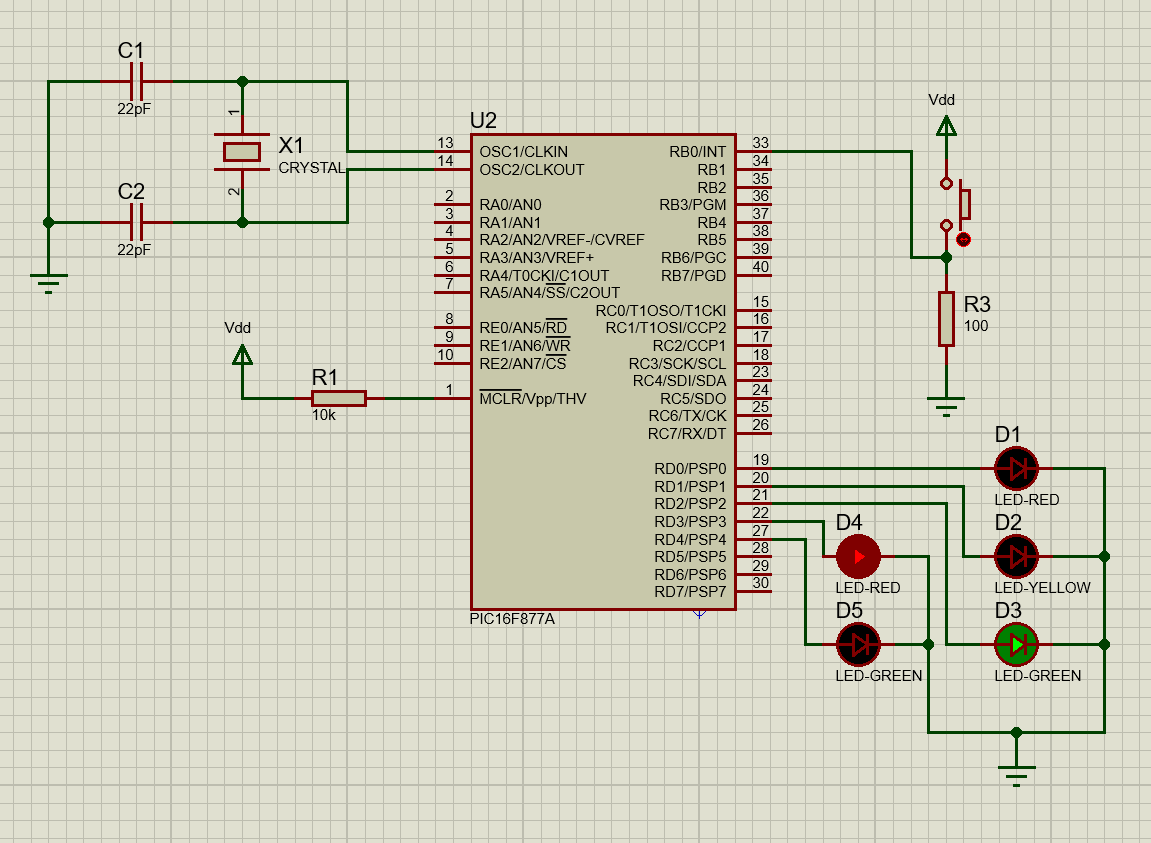 C1
22pF
1
X1
CRYSTAL
2
C2
22pF
Vdd
R1
10k
U2
13 OSC1/CLKIN
14 OSC2/CLKOUT
2 RA0/AN0
3 RA1/AN1
4 RA2/AN2/VREF-/CVREF
5 RA3/AN3/VREF+
6 RA4/T0CKI/C1OUT
7 RA5/AN4/SS/C2OUT
8 RE0/AN5/RD
9 RE1/AN6/WR
10 RE2/AN7/CS
1 MCLR/Vpp/THV
RB0/INT 33
RB1 34
RB2 35
RB3/PGM 36
RB4 37
RB5 38
RB6/PGC 39
RB7/PGD 40
RC0/T1OSO/T1CKI 15
RC1/T1OSI/CCP2 16
RC2/CCP1 17
RC3/SCK/SCL 18
RC4/SDI/SDA 23
RC5/SDO 24
RC6/TX/CK 25
RC7/RX/DT 26
RD0/PSP0 19
RD1/PSP1 20
RD2/PSP2 21
RD3/PSP3 22
RD4/PSP4 27
RD5/PSP5 28
RD6/PSP6 29
RD7/PSP7 30
PIC16F877A
Vdd
R3
100
D1
LED-RED
D4
LED-RED
D2
LED-YELLOW
D5
LED-GREEN
D3
LED-GREEN